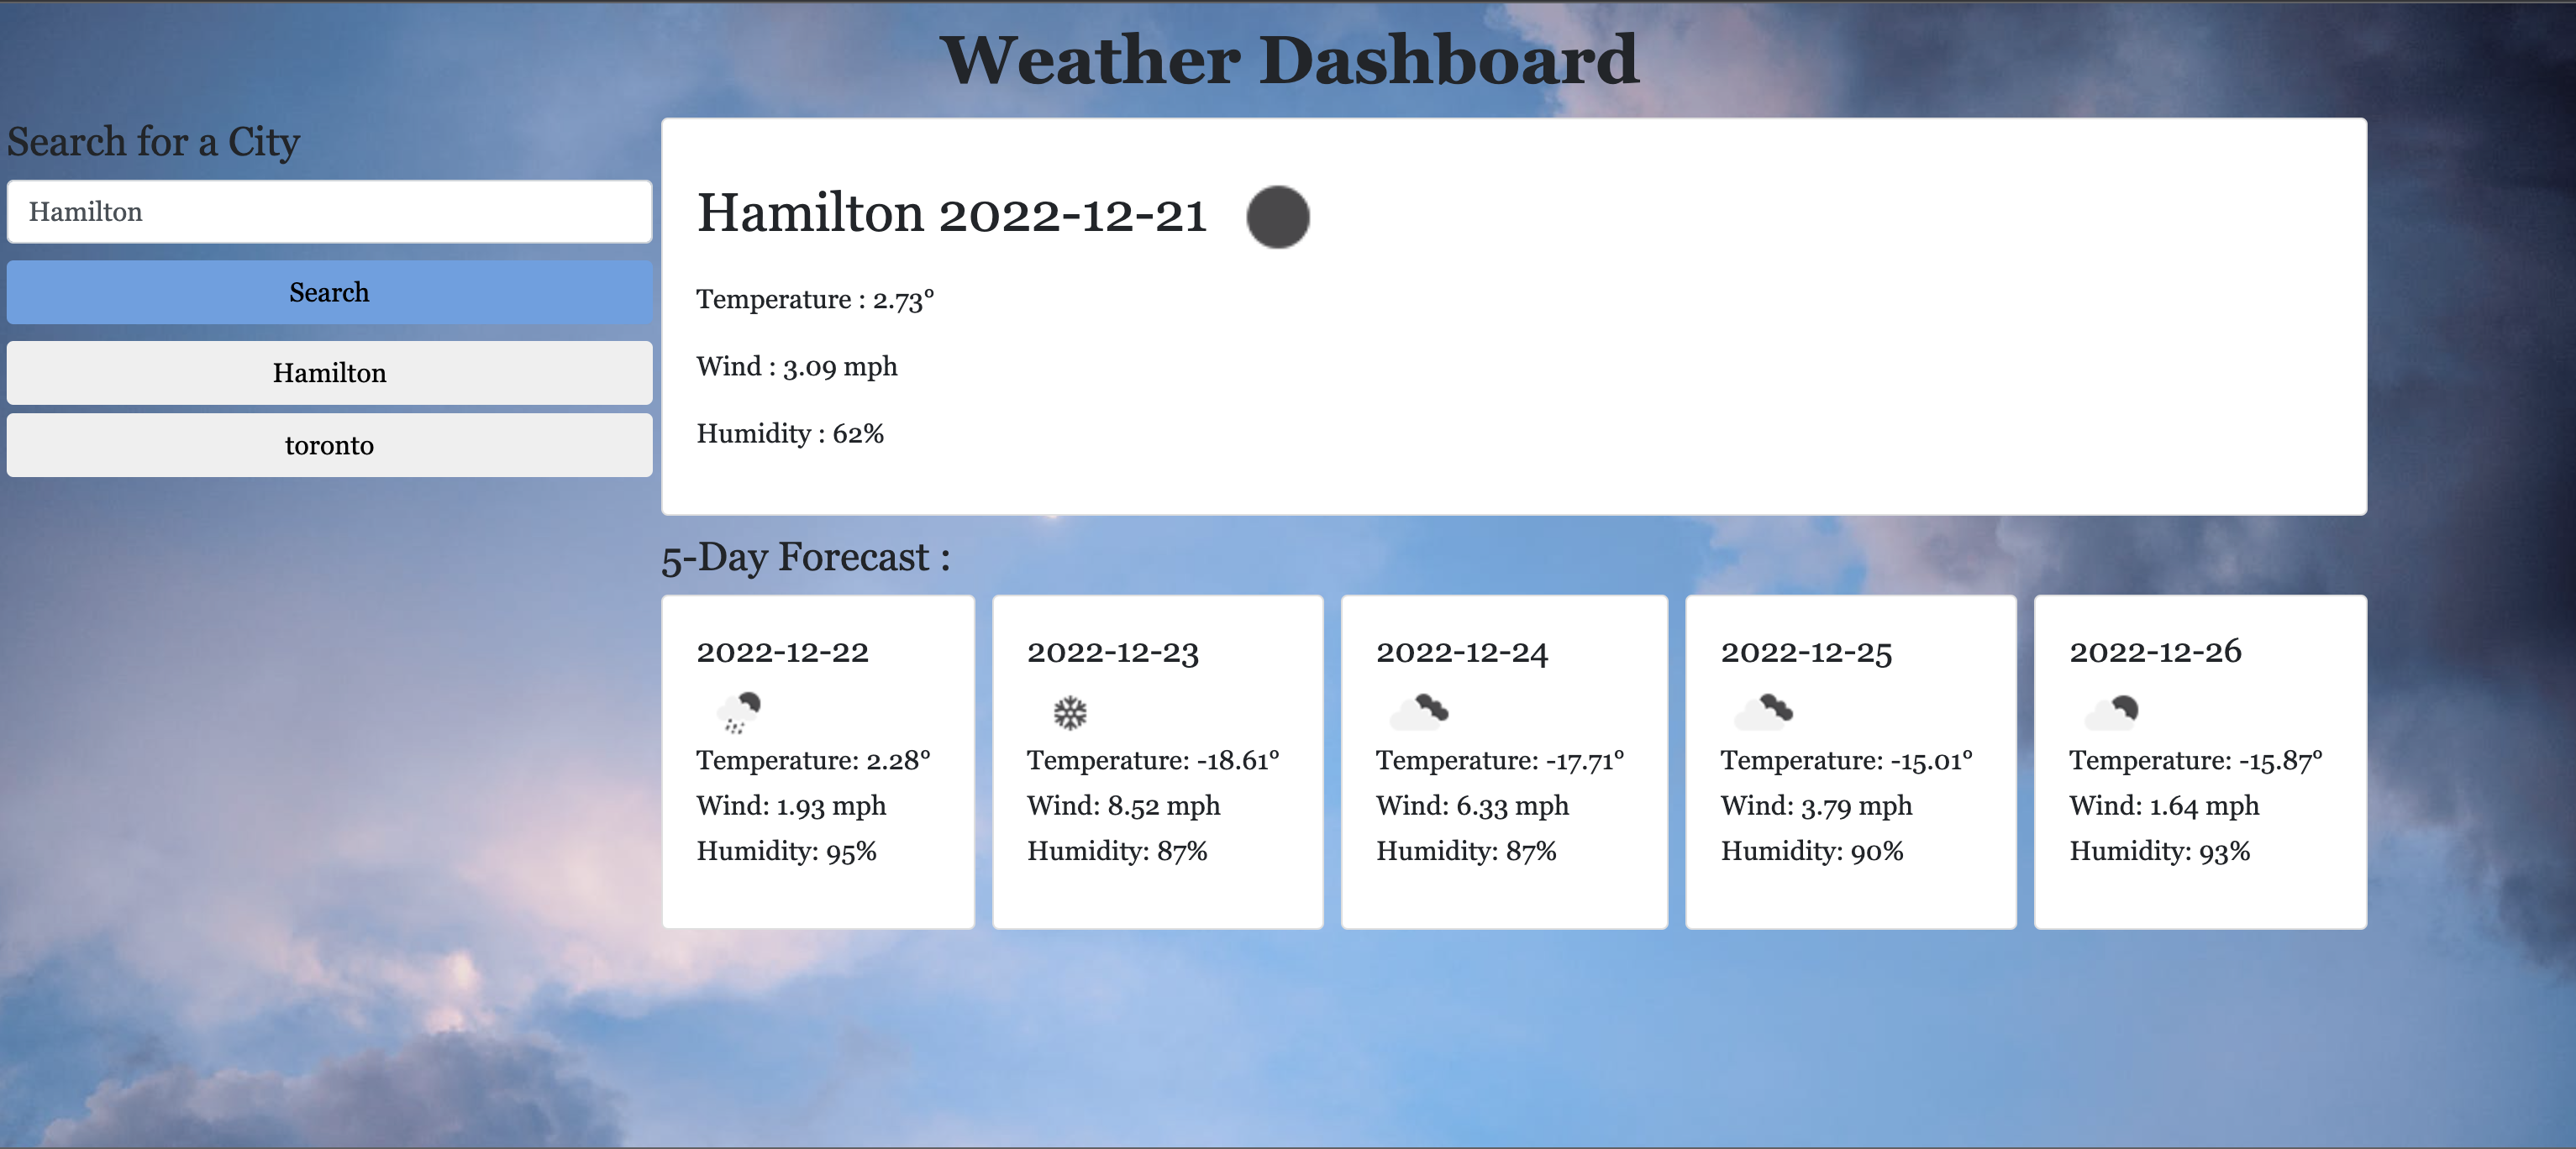 Weather Dashboard
Search for a City
Hamilton
Search
Hamilton
toronto
Hamilton 2022-12-21
Temperature : 2.73°
Wind : 3.09 mph
Humidity : 62%
5-Day Forecast :
2022-12-22
Temperature: 2.28°
Wind: 1.93 mph
Humidity: 95%
2022-12-23
Temperature: -18.61°
Wind: 8.52 mph
Humidity: 87%
2022-12-24
Temperature: -17.71°
Wind: 6.33 mph
Humidity: 87%
2022-12-25
Temperature: -15.01°
Wind: 3.79 mph
Humidity: 90%
2022-12-26
Temperature: -15.87°
Wind: 1.64 mph
Humidity: 93%